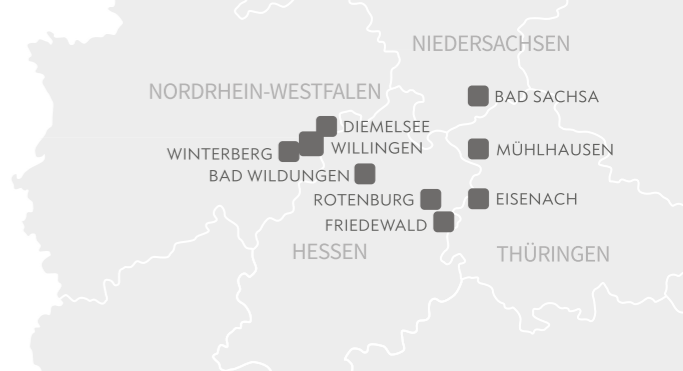 NIEDERSACHSEN
NORDRHEIN-WESTFALEN
BAD SACHSA
DIEMELSEE
WILLINGEN
MÜHLHAUSEN
WINTERBERG
BAD WILDUNGEN
ROTENBURG
EISENACH
FRIEDEWALD
HESSEN
THÜRINGEN